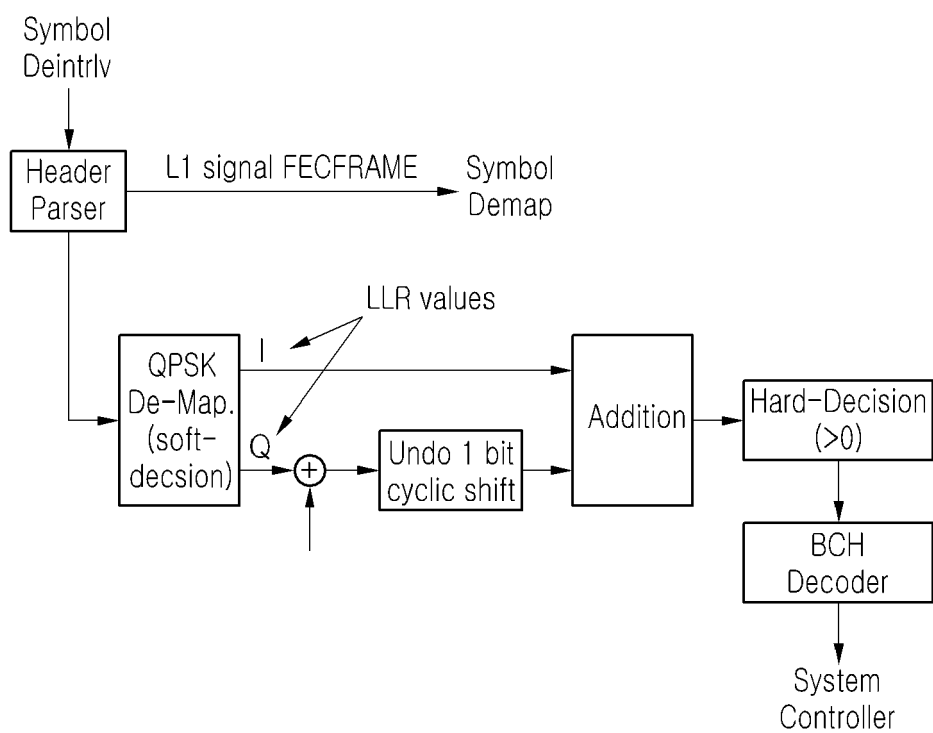 Symbol
Deintrlv
Header
Parser
L1 signal FECFRAME
Symbol
Demap
LLR values
I
QPSK
De-Map.
(soft-
decsion)
Q
+
Undo 1 bit
cyclic shift
Addition
Hard-Decision
(>0)
BCH
Decoder
System
Controller